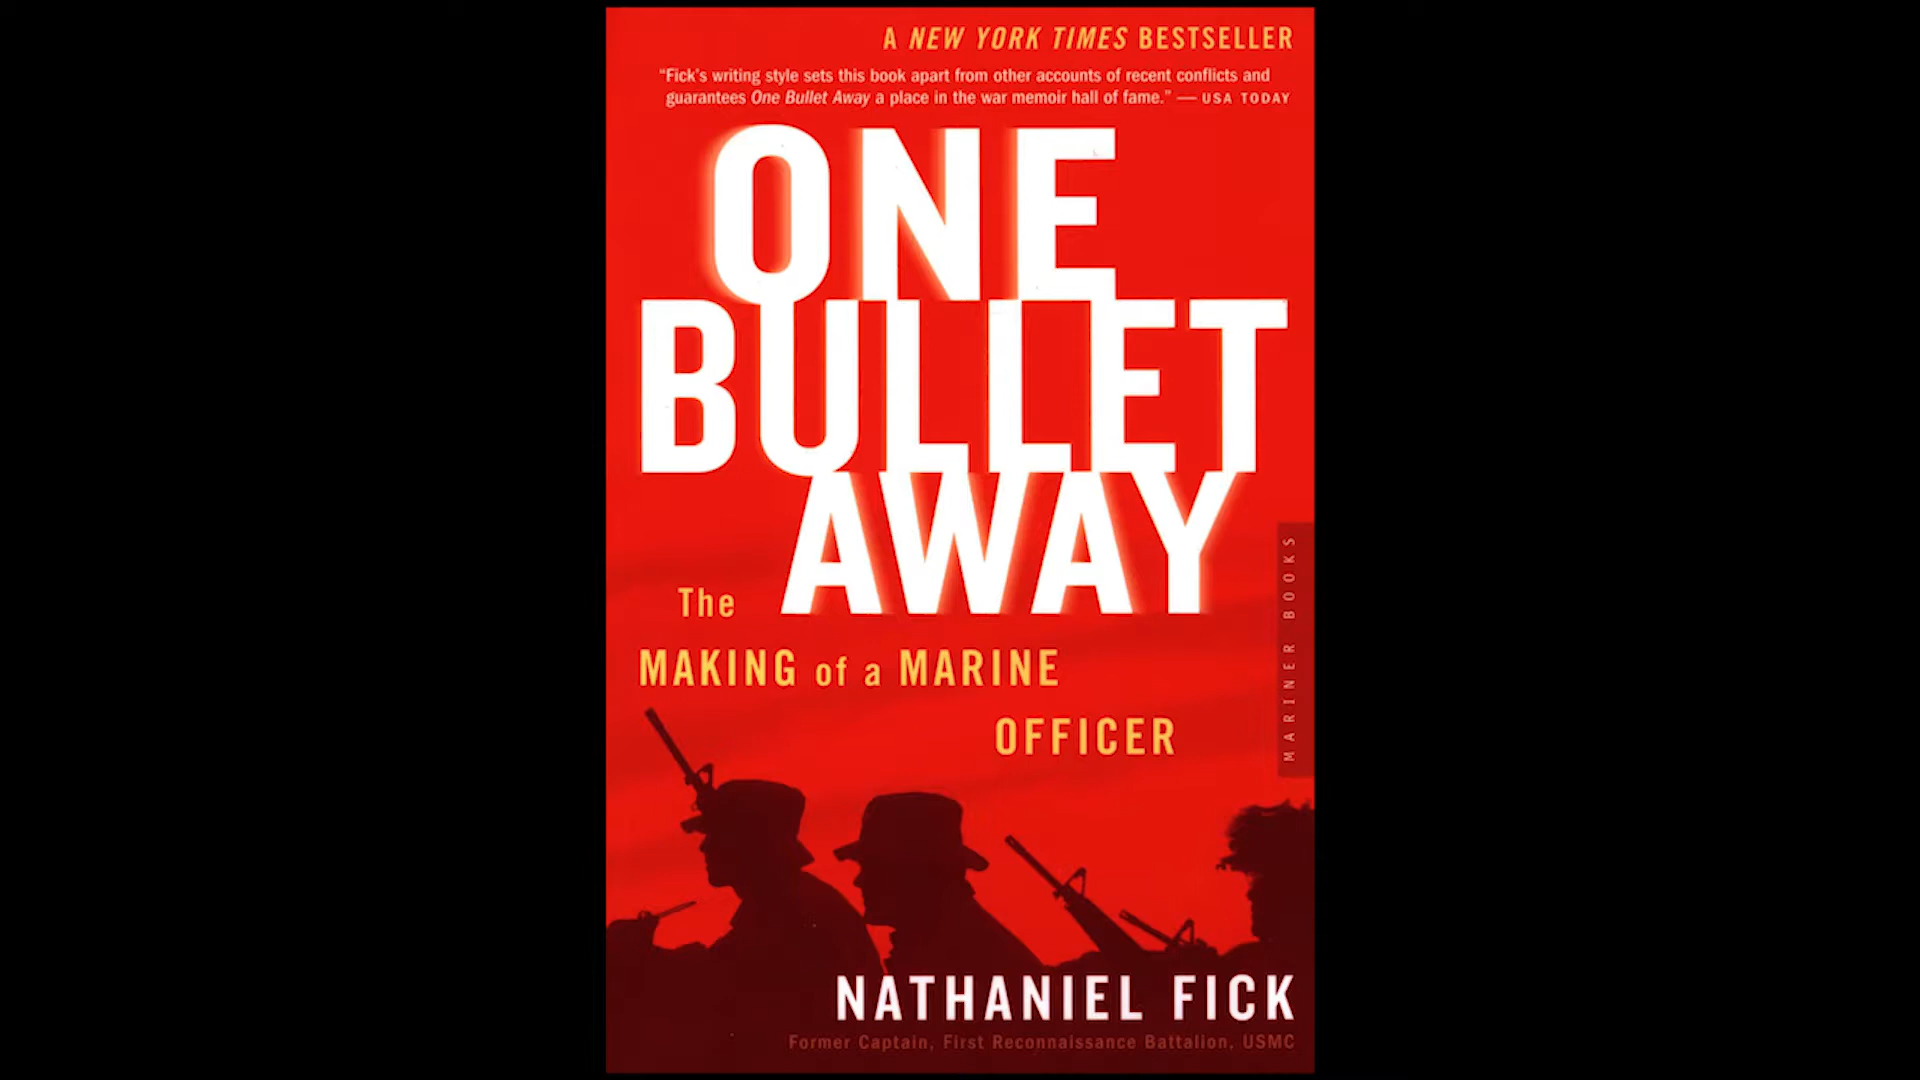 A NEW YORK TIMES BESTSELLER
“Fick’s writing style sets this book apart from other accounts of recent conflicts and
guarantees One Bullet Away a place in the war memoir hall of fame.” — USA TODAY
ONE
BULLET
AWAY
The
MAKING of a MARINE
OFFICER
MARINER BOOKS
NATHANIEL FICK
Former Captain, First Reconnaissance Battalion, USMC